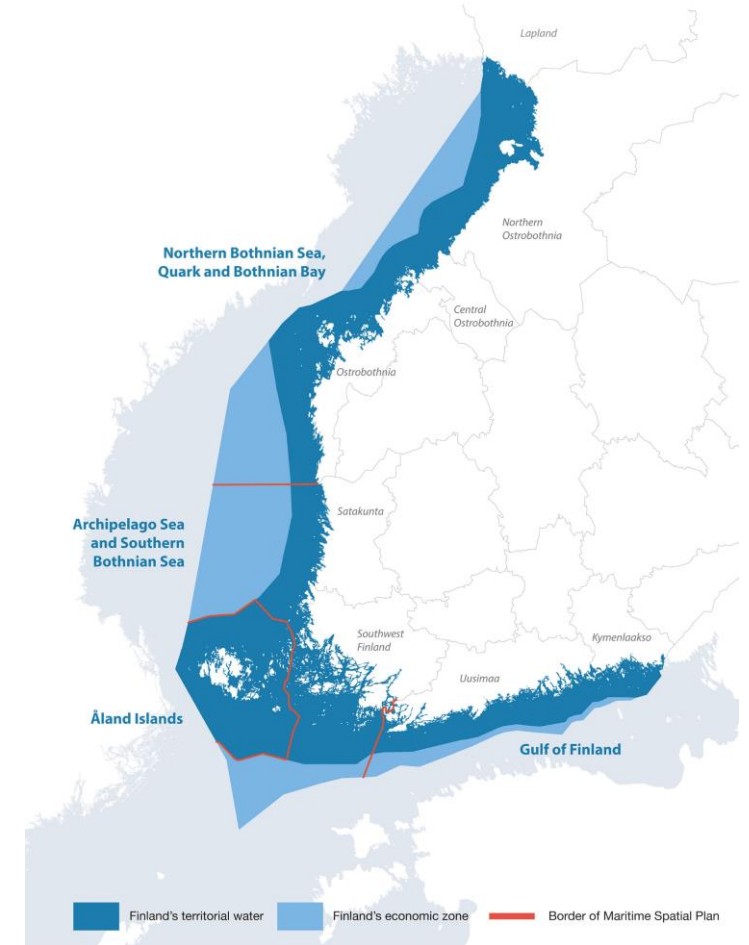 Lapland
Northern
Ostrobothnia
Northern Bothnian Sea,
Quark and Bothnian Bay
Central
Ostrobothnia
Ostrobothnia
Satakunta
Archipelago Sea
and Southern
Bothnian Sea
Southwest
Finland
Kymenlaakso
Uusimaa
Åland Islands
Gulf of Finland
Finland's territorial water
Finland's economic zone
Border of Maritime Spatial Plan